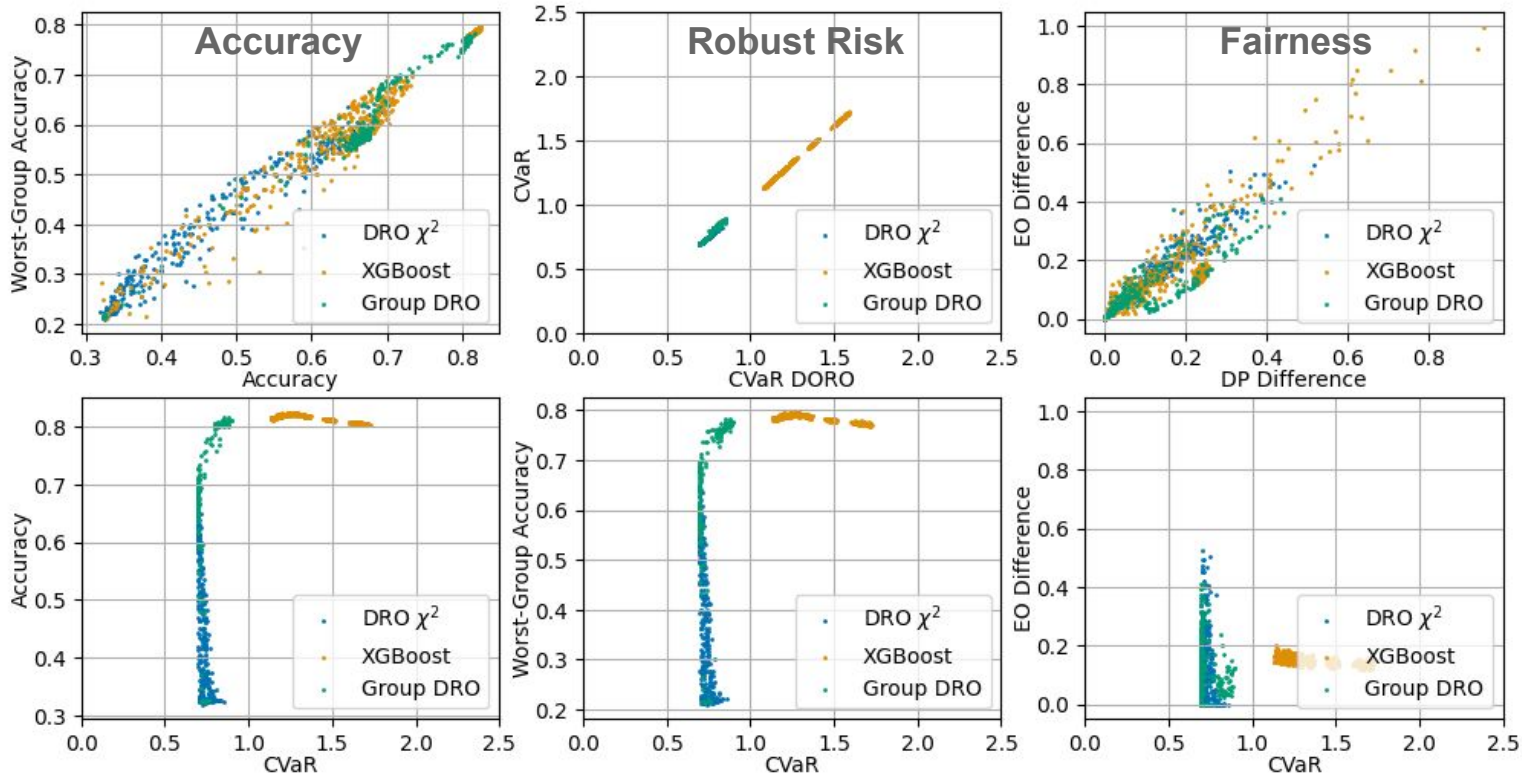 Accuracy
Worst-Group Accuracy
0.8
0.7
0.6
0.5
0.4
0.3
0.2
DRO χ²
XGBoost
Group DRO
0.3 0.4 0.5 0.6 0.7 0.8
Accuracy
Robust Risk
CVaR
2.5
2.0
1.5
1.0
0.5
0.0
DRO χ²
XGBoost
Group DRO
0.0 0.5 1.0 1.5 2.0 2.5
CVaR DORO
Fairness
EO Difference
1.0
0.8
0.6
0.4
0.2
0.0
DRO χ²
XGBoost
Group DRO
0.0 0.2 0.4 0.6 0.8
DP Difference
Accuracy
0.8
0.7
0.6
0.5
0.4
0.3
DRO χ²
XGBoost
Group DRO
0.0 0.5 1.0 1.5 2.0 2.5
CVaR
Worst-Group Accuracy
0.8
0.7
0.6
0.5
0.4
0.3
0.2
DRO χ²
XGBoost
Group DRO
0.0 0.5 1.0 1.5 2.0 2.5
CVaR
EO Difference
1.0
0.8
0.6
0.4
0.2
0.0
DRO χ²
XGBoost
Group DRO
0.0 0.5 1.0 1.5 2.0 2.5
CVaR